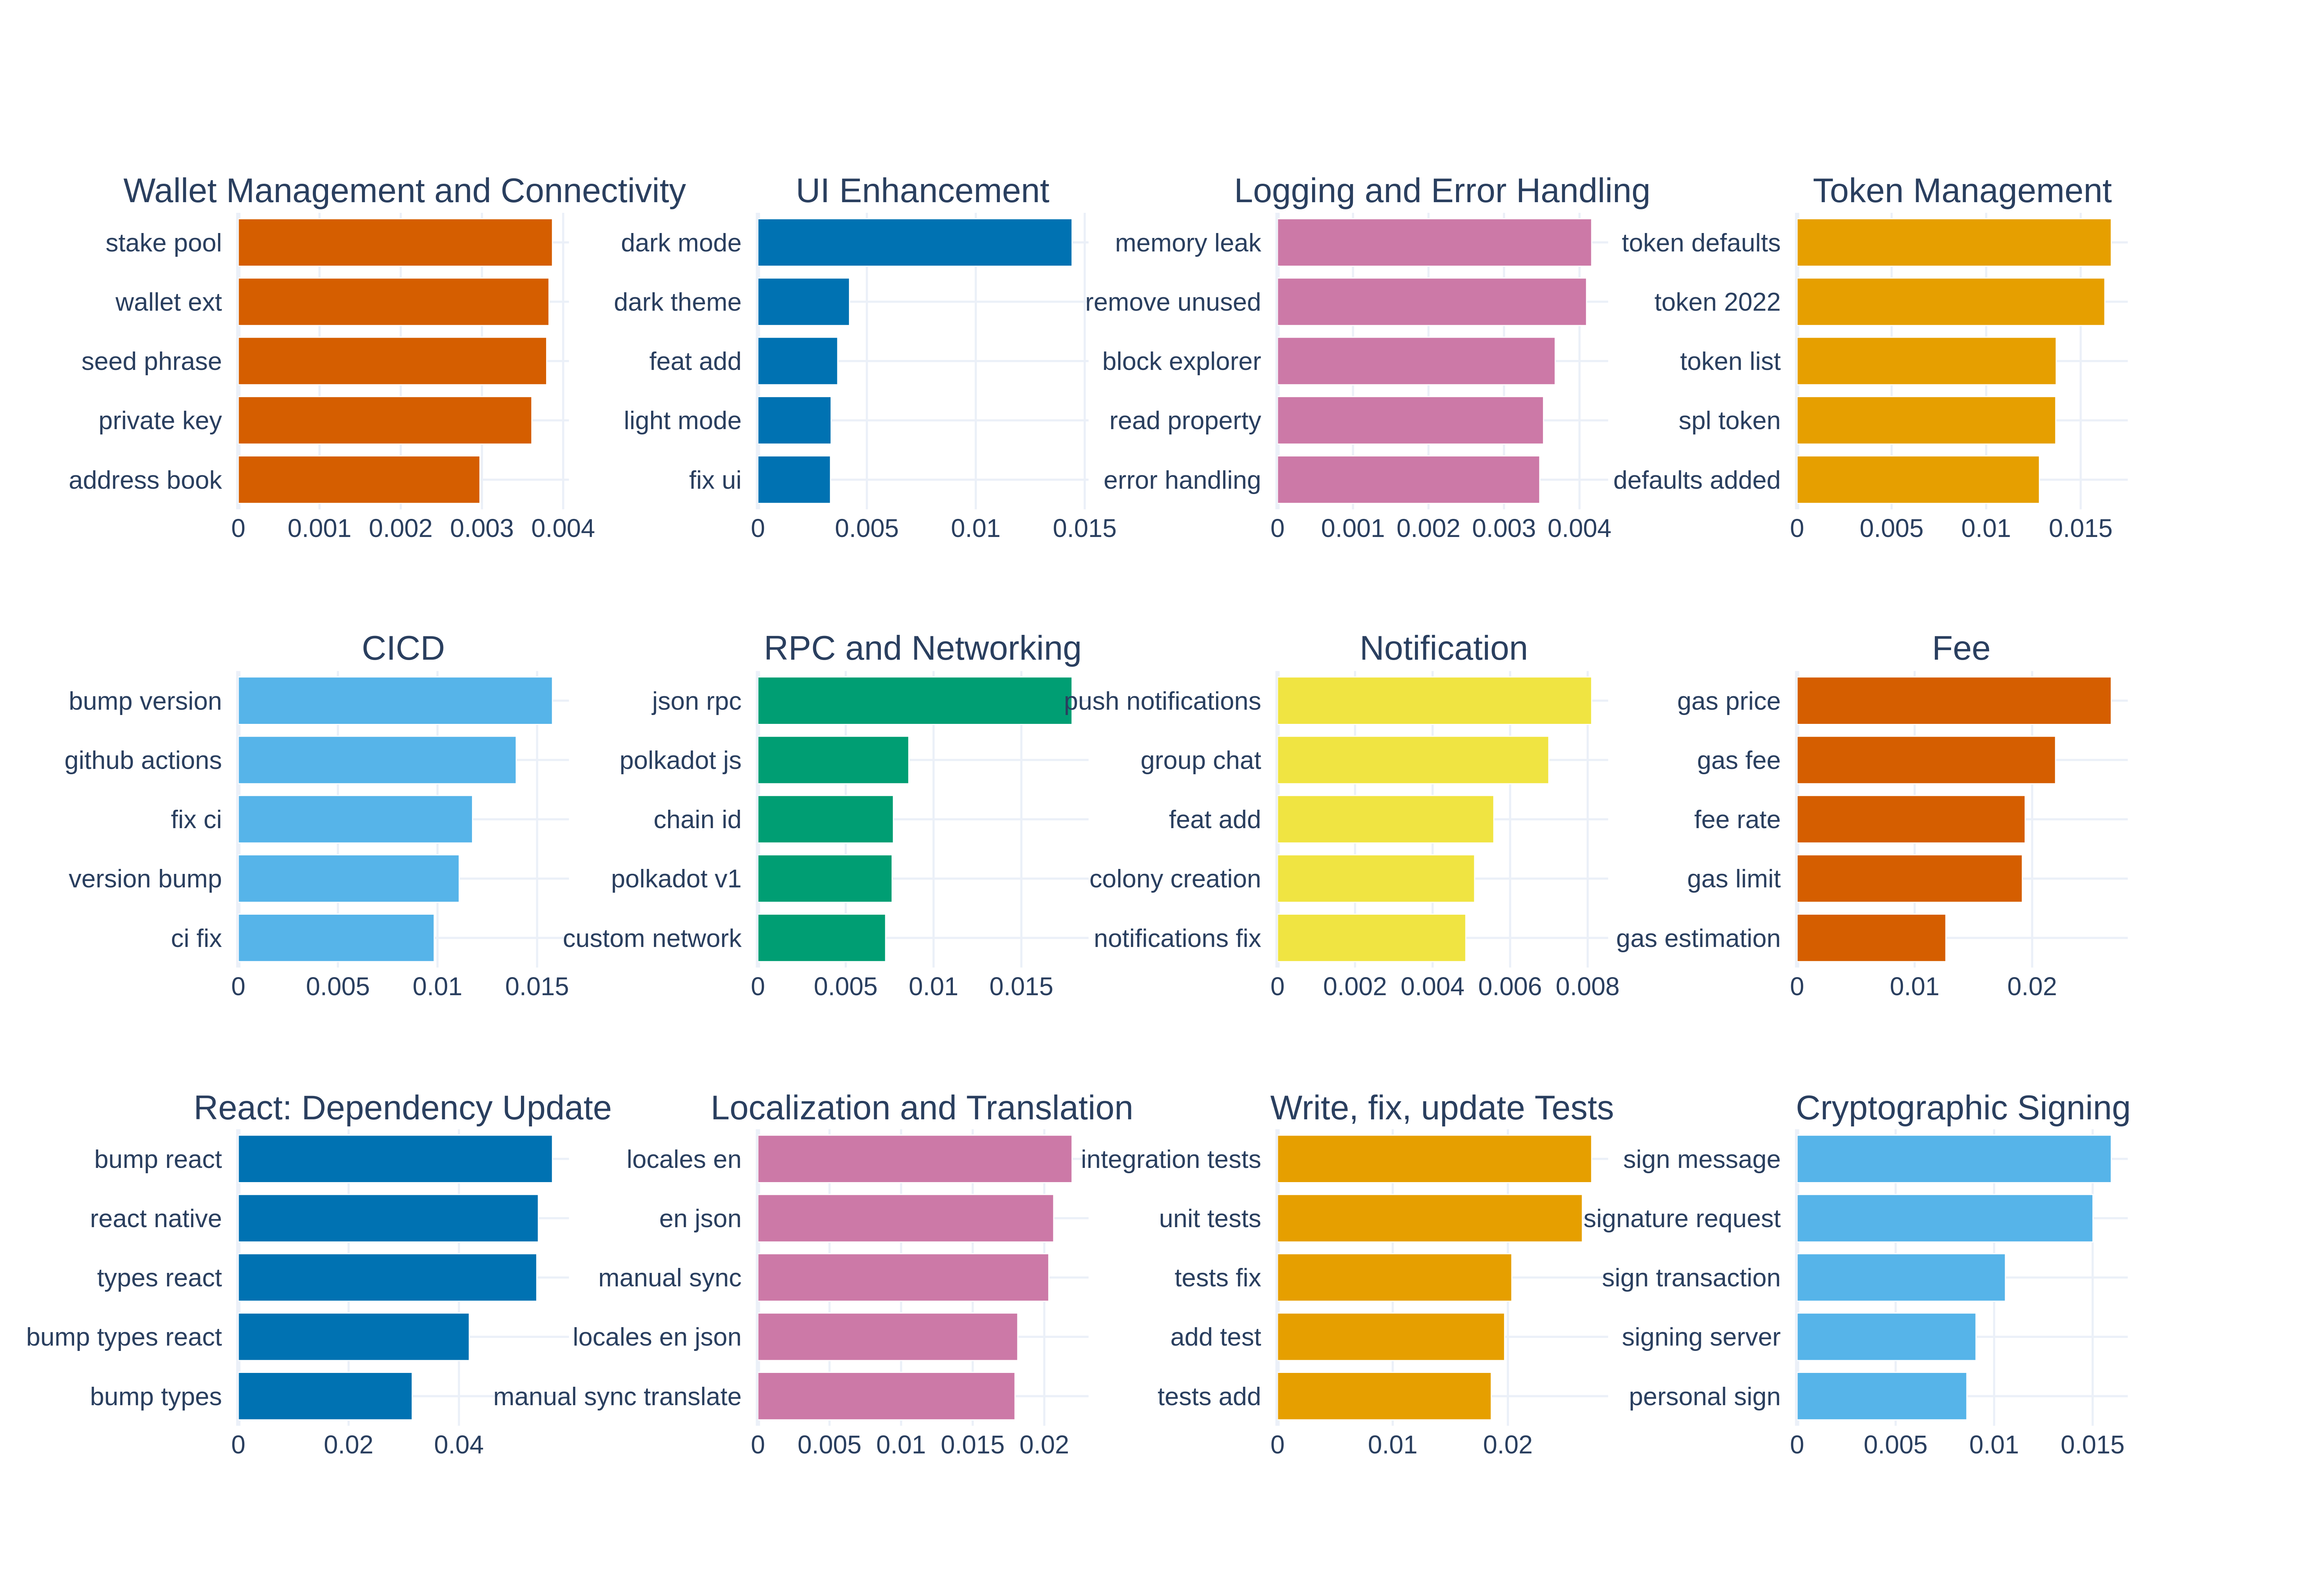 Wallet Management and Connectivity
stake pool
wallet ext
seed phrase
private key
address book
0 0.001 0.002 0.003 0.004
UI Enhancement
dark mode
dark theme
feat add
light mode
fix ui
0 0.005 0.01 0.015
Logging and Error Handling
memory leak
remove unused
block explorer
read property
error handling
0 0.001 0.002 0.003 0.004
Token Management
token defaults
token 2022
token list
spl token
defaults added
0 0.005 0.01 0.015
CICD
bump version
github actions
fix ci
version bump
ci fix
0 0.005 0.01 0.015
RPC and Networking
json rpc
polkadot js
chain id
polkadot v1
custom network
0 0.005 0.01 0.015
Notification
push notifications
group chat
feat add
colony creation
notifications fix
0 0.002 0.004 0.006 0.008
Fee
gas price
gas fee
fee rate
gas limit
gas estimation
0 0.01 0.02
React: Dependency Update
bump react
react native
types react
bump types react
bump types
0 0.02 0.04
Localization and Translation
locales en
en json
manual sync
locales en json
manual sync translate
0 0.005 0.01 0.015 0.02
Write, fix, update Tests
integration tests
unit tests
tests fix
add test
tests add
0 0.01 0.02
Cryptographic Signing
sign message
signature request
sign transaction
signing server
personal sign
0 0.005 0.01 0.015